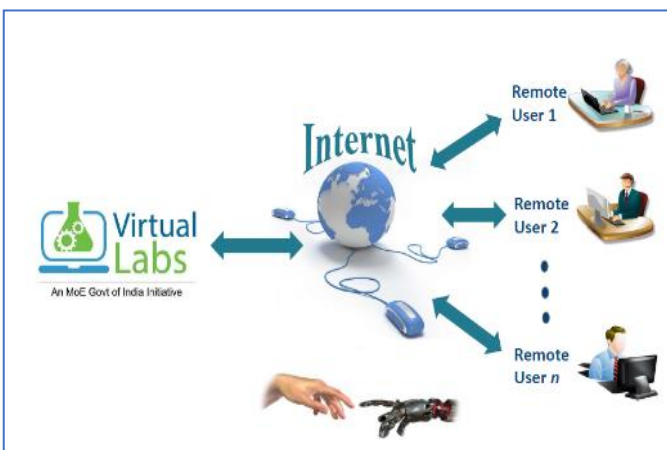 Internet
Virtual
Labs
An MoE Govt of India Initiative
Remote
User 1
Remote
User 2
Remote
User n